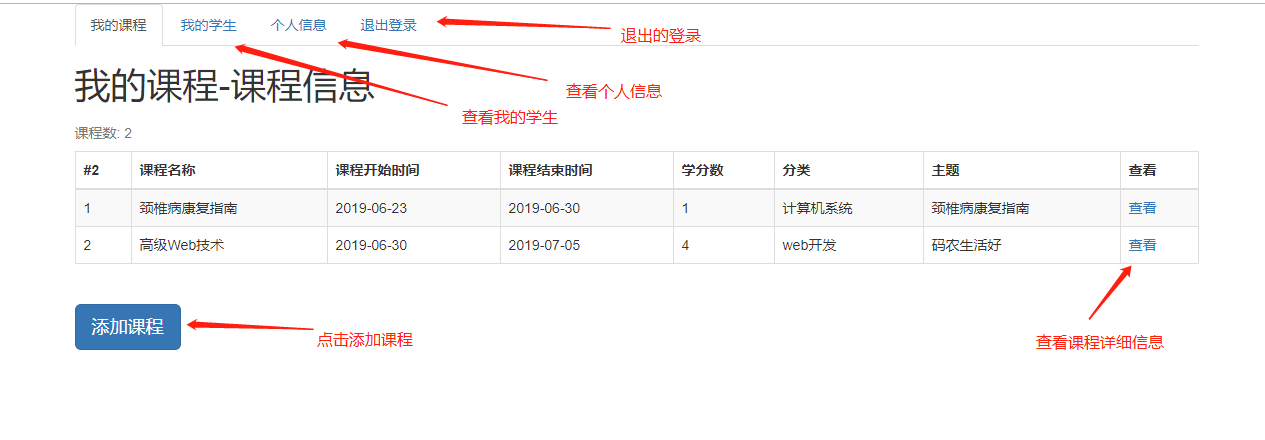 我的课程 我的学生 个人信息 退出登录
退出的登录
我的课程-课程信息
查看个人信息
查看我的学生
课程数: 2
#2 课程名称 课程开始时间 课程结束时间 学分数 分类 主题 查看
1 颈椎病康复指南 2019-06-23 2019-06-30 1 计算机系统 颈椎病康复指南 查看
2 高级Web技术 2019-06-30 2019-07-05 4 web开发 码农生活好 查看
添加课程
点击添加课程
查看课程详细信息